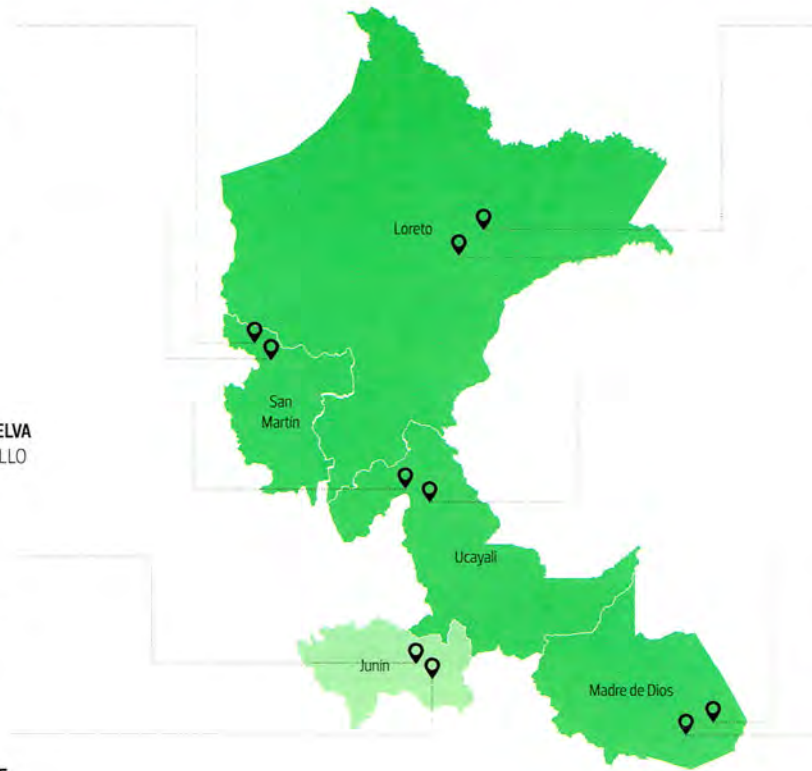 Loreto
San
Martín
ELVA
LLO
Ucayali
Junín
Madre de Dios